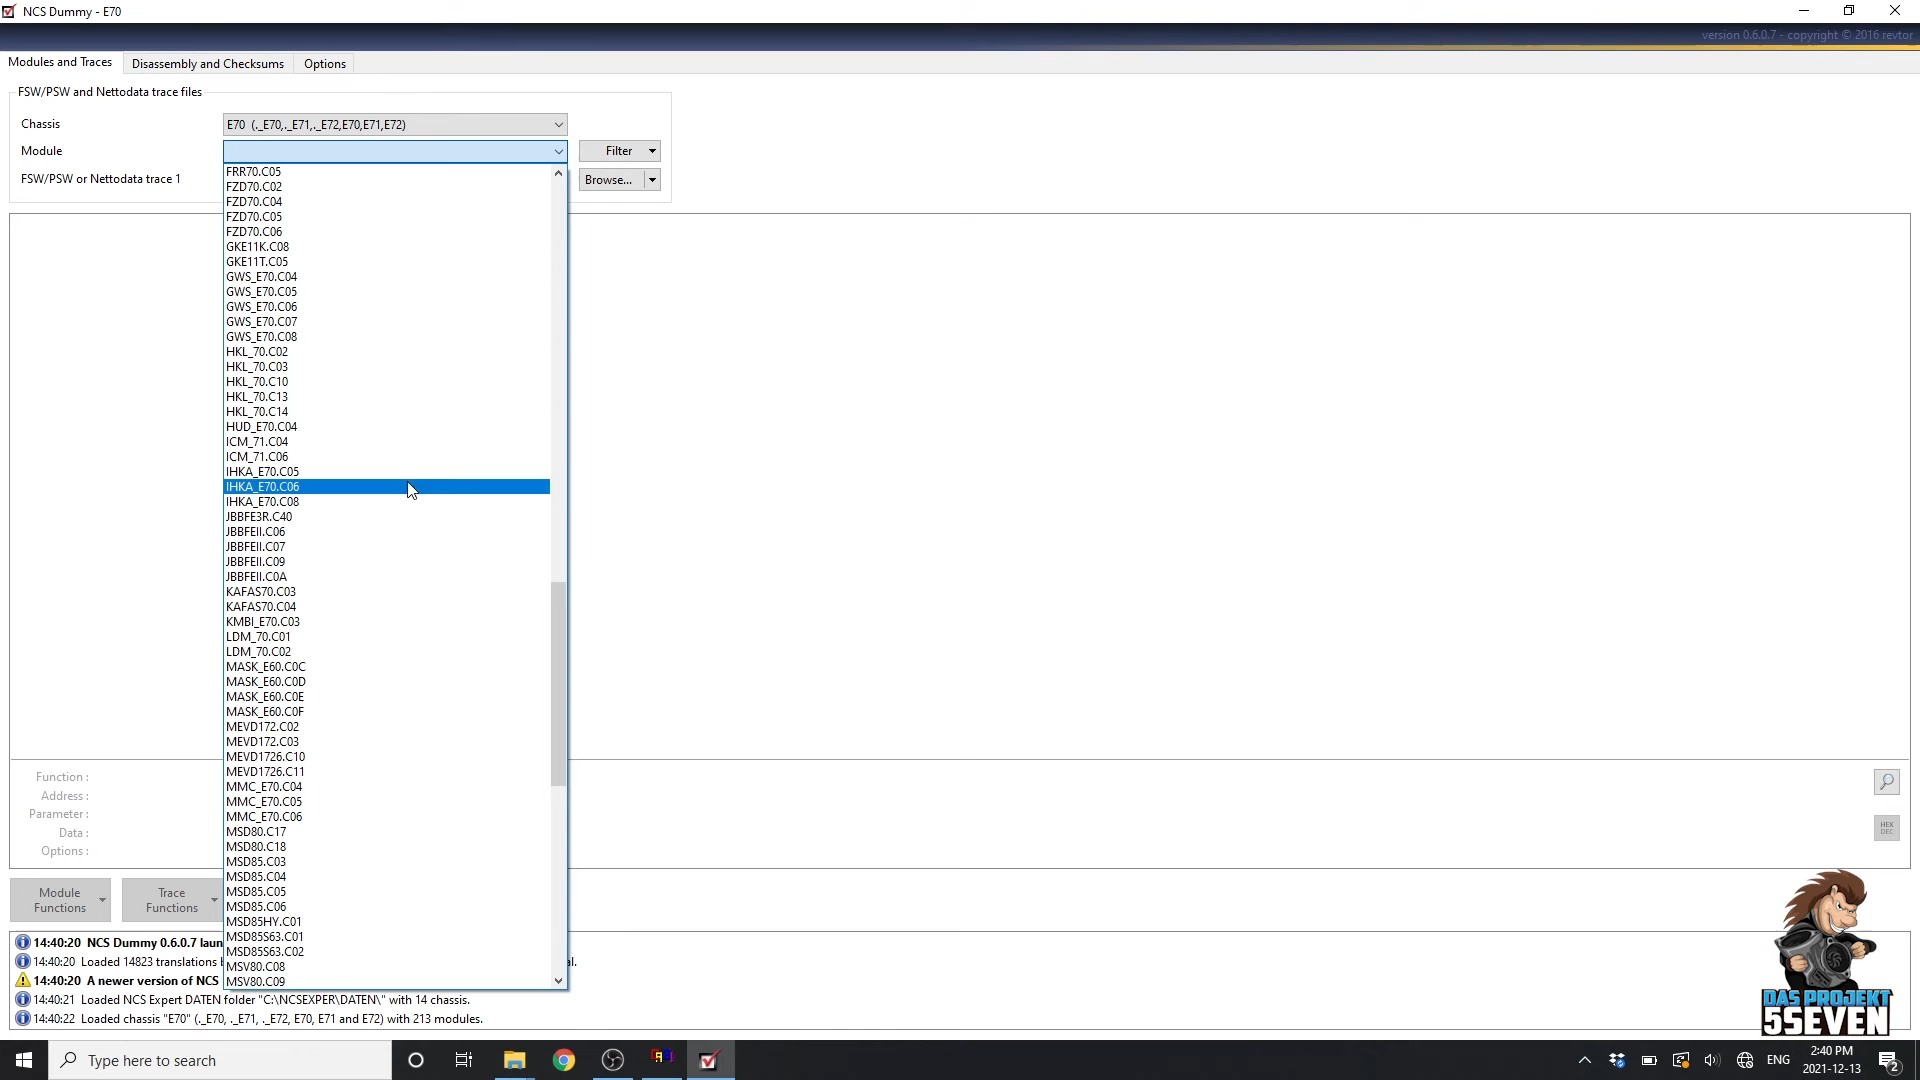 NCS Dummy - E70
version 0.6.0.7 - copyright © 2016 revtor
Modules and Traces
Disassembly and Checksums
Options
FSW/PSW and Nettodata trace files
Chassis
E70 (._E70,._E71,._E72,E70,E71,E72)
Module
Filter
FSW/PSW or Nettodata trace 1
Browse...
FRR70.C05
FZD70.C02
FZD70.C04
FZD70.C05
FZD70.C06
GKE11K.C08
GKE11T.C05
GWS_E70.C04
GWS_E70.C05
GWS_E70.C06
GWS_E70.C07
GWS_E70.C08
HKL_70.C02
HKL_70.C03
HKL_70.C10
HKL_70.C13
HKL_70.C14
HUD_E70.C04
ICM_71.C04
ICM_71.C06
IHKA_E70.C05
IHKA_E70.C06
IHKA_E70.C08
JBBFE3R.C40
JBBFEII.C06
JBBFEII.C07
JBBFEII.C09
JBBFEII.C0A
KAFAS70.C03
KAFAS70.C04
KMBI_E70.C03
LDM_70.C01
LDM_70.C02
MASK_E60.C0C
MASK_E60.C0D
MASK_E60.C0E
MASK_E60.C0F
MEVD172.C02
MEVD172.C03
MEVD1726.C10
MEVD1726.C11
MMC_E70.C04
MMC_E70.C05
MMC_E70.C06
MSD80.C17
MSD80.C18
MSD85.C03
MSD85.C04
MSD85.C05
MSD85.C06
MSD85HY.C01
MSD85S63.C01
MSD85S63.C02
MSV80.C08
MSV80.C09
Function :
Address :
Parameter :
Data :
Options :
HEX
DEC
Module
Functions
Trace
Functions
14:40:20 NCS Dummy 0.6.0.7 laun
14:40:20 Loaded 14823 translations al.
14:40:20 A newer version of NCS
14:40:21 Loaded NCS Expert DATEN folder "C:\NCSEXPER\DATEN\" with 14 chassis.
14:40:22 Loaded chassis "E70" (._E70, ._E71, ._E72, E70, E71 and E72) with 213 modules.
DAS PROJEKT
5SEVEN
Type here to search
ENG
2:40 PM
2021-12-13
2